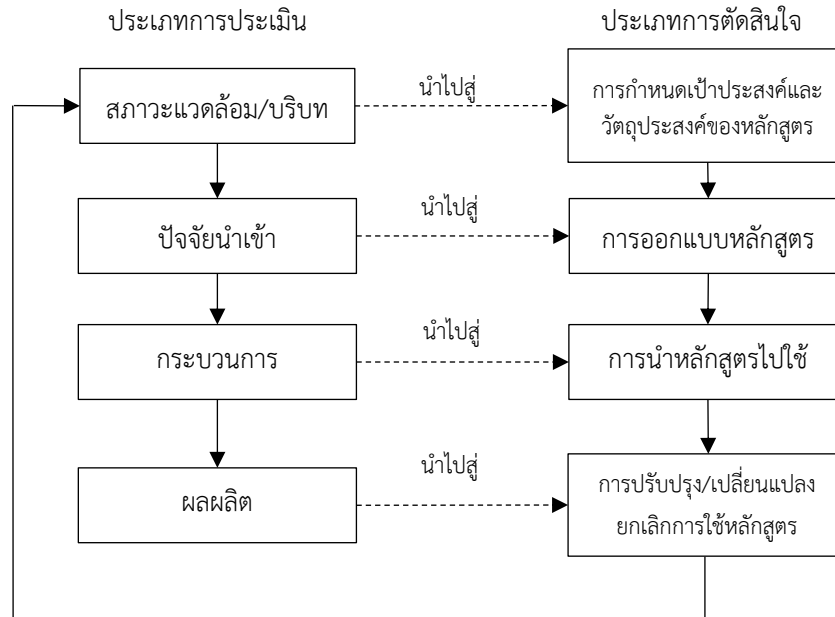 ประเภทการประเมิน
ประเภทการตัดสินใจ
สภาวะแวดล้อม/บริบท
นำไปสู่
การกำหนดเป้าประสงค์และ
วัตถุประสงค์ของหลักสูตร
ปัจจัยนำเข้า
นำไปสู่
การออกแบบหลักสูตร
กระบวนการ
นำไปสู่
การนำหลักสูตรไปใช้
ผลผลิต
นำไปสู่
การปรับปรุง/เปลี่ยนแปลง
ยกเลิกการใช้หลักสูตร